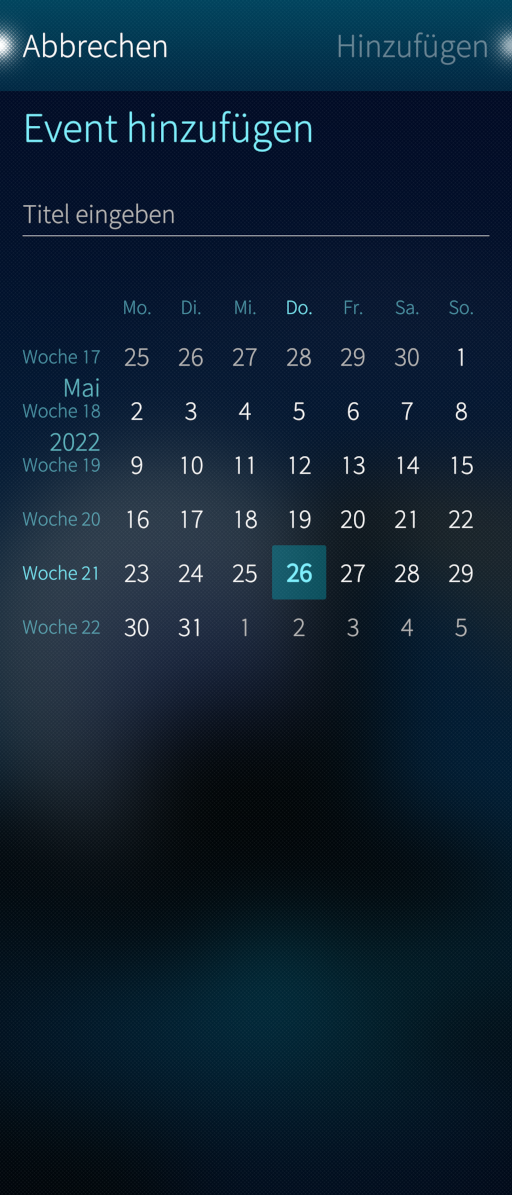 Abbrechen Hinzufügen
Event hinzufügen
Titel eingeben
Mo. Di. Mi. Do. Fr. Sa. So.
Woche 17 25 26 27 28 29 30 1
Mai
Woche 18 2 3 4 5 6 7 8
2022
Woche 19 9 10 11 12 13 14 15
Woche 20 16 17 18 19 20 21 22
Woche 21 23 24 25 26 27 28 29
Woche 22 30 31 1 2 3 4 5